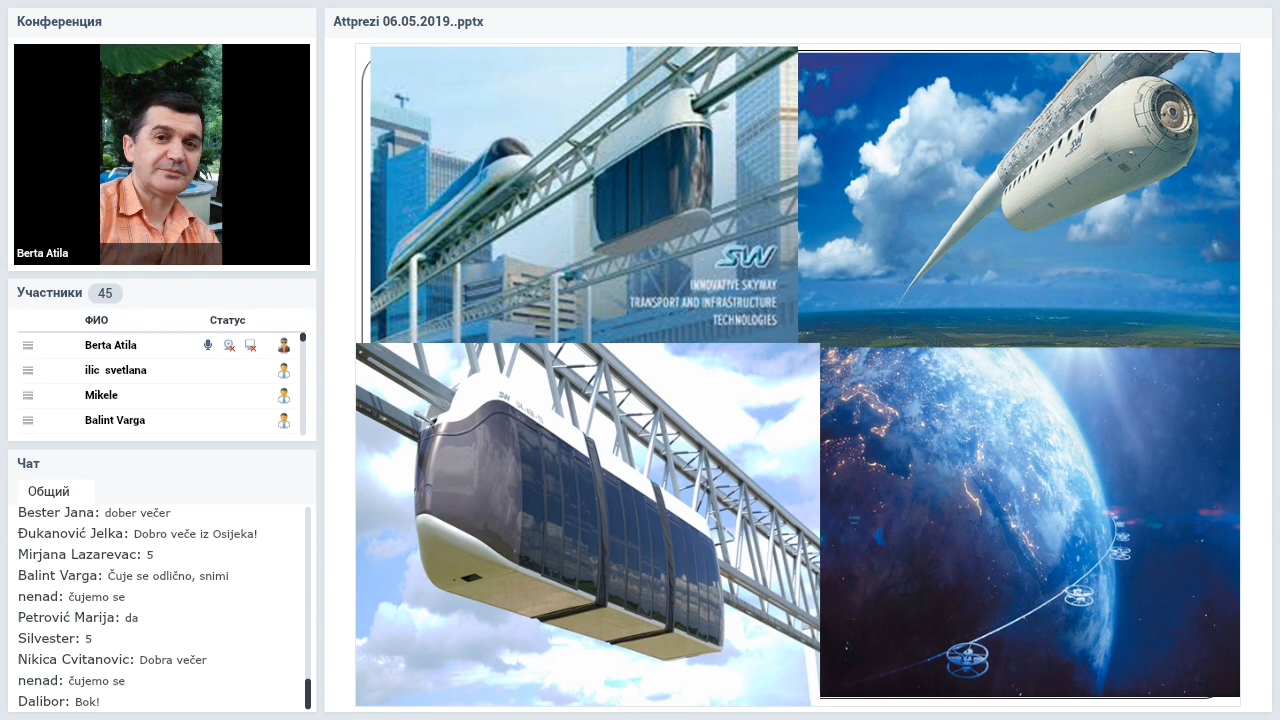 Конференция
Berta Atila
Участники 45
ФИО Статус
Berta Atila
ilic svetlana
Mikele
Balint Varga
Чат
Общий
Bester Jana: dober večer
Đukanović Jelka: Dobro veče iz Osijeka!
Mirjana Lazarevac: 5
Balint Varga: Čuje se odlično, snimi
nenad: čujemo se
Petrović Marija: da
Silvester: 5
Nikica Cvitanovic: Dobra večer
nenad: čujemo se
Dalibor: Bok!
Attprezi 06.05.2019..pptx
SW
INNOVATIVE SKYWAY
TRANSPORT AND INFRASTRUCTURE
TECHNOLOGIES